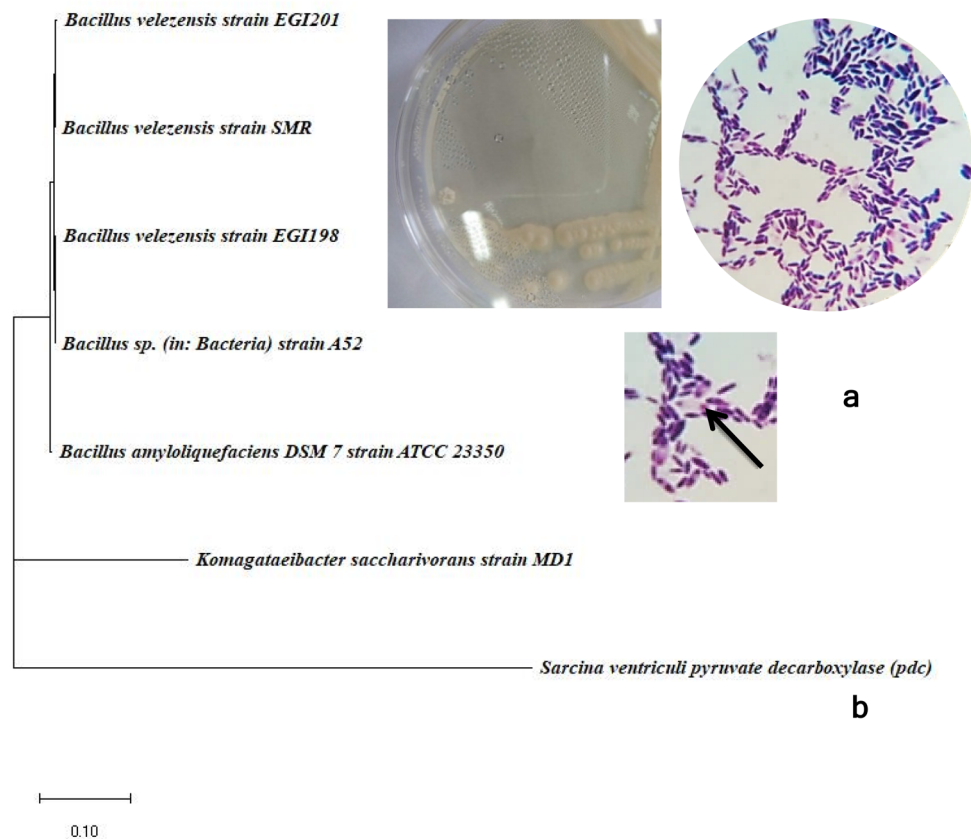 Bacillus velezensis strain EGI201
Bacillus velezensis strain SMR
Bacillus velezensis strain EGI198
Bacillus sp. (in: Bacteria) strain A52
a
Bacillus amyloliquefaciens DSM 7 strain ATCC 23350
Komagataeibacter saccharivorans strain MD1
Sarcina ventriculi pyruvate decarboxylase (pdc)
b
0.10